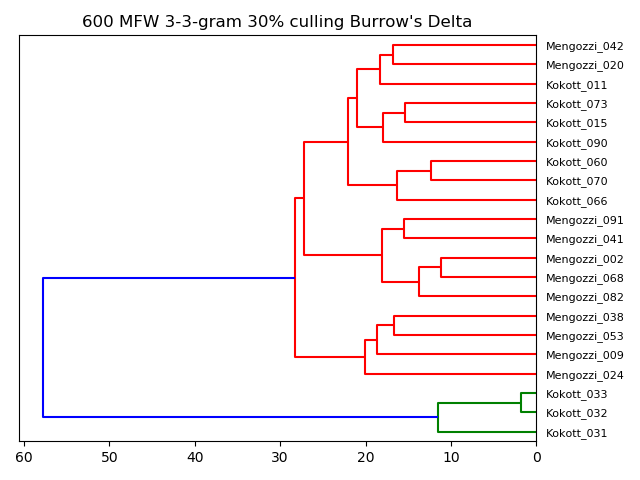 600 MFW 3-3-gram 30% culling Burrow's Delta
Mengozzi_042
Mengozzi_020
Kokott_011
Kokott_073
Kokott_015
Kokott_090
Kokott_060
Kokott_070
Kokott_066
Mengozzi_091
Mengozzi_041
Mengozzi_002
Mengozzi_068
Mengozzi_082
Mengozzi_038
Mengozzi_053
Mengozzi_009
Mengozzi_024
Kokott_033
Kokott_032
Kokott_031
60 50 40 30 20 10 0